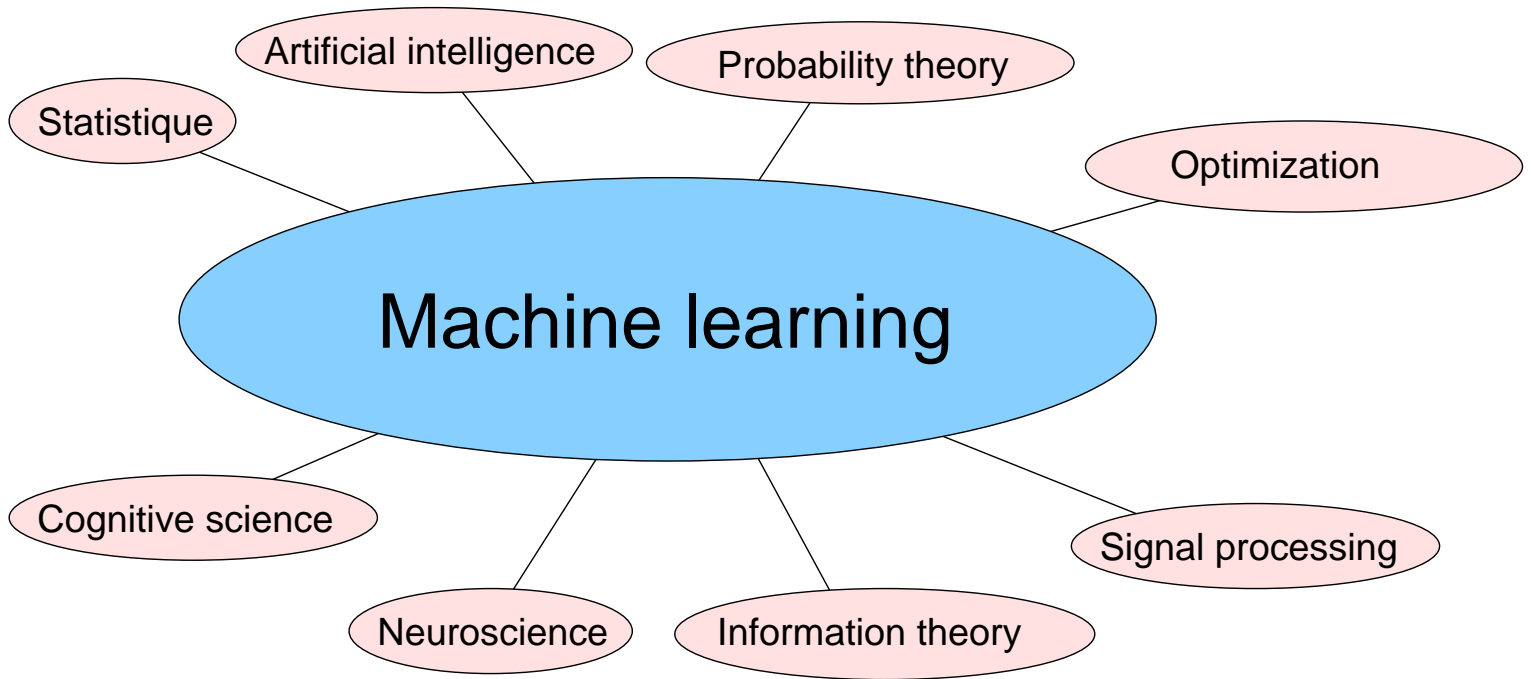 Artificial intelligence
Probability theory
Statistique
Optimization
Machine learning
Cognitive science
Signal processing
Neuroscience
Information theory